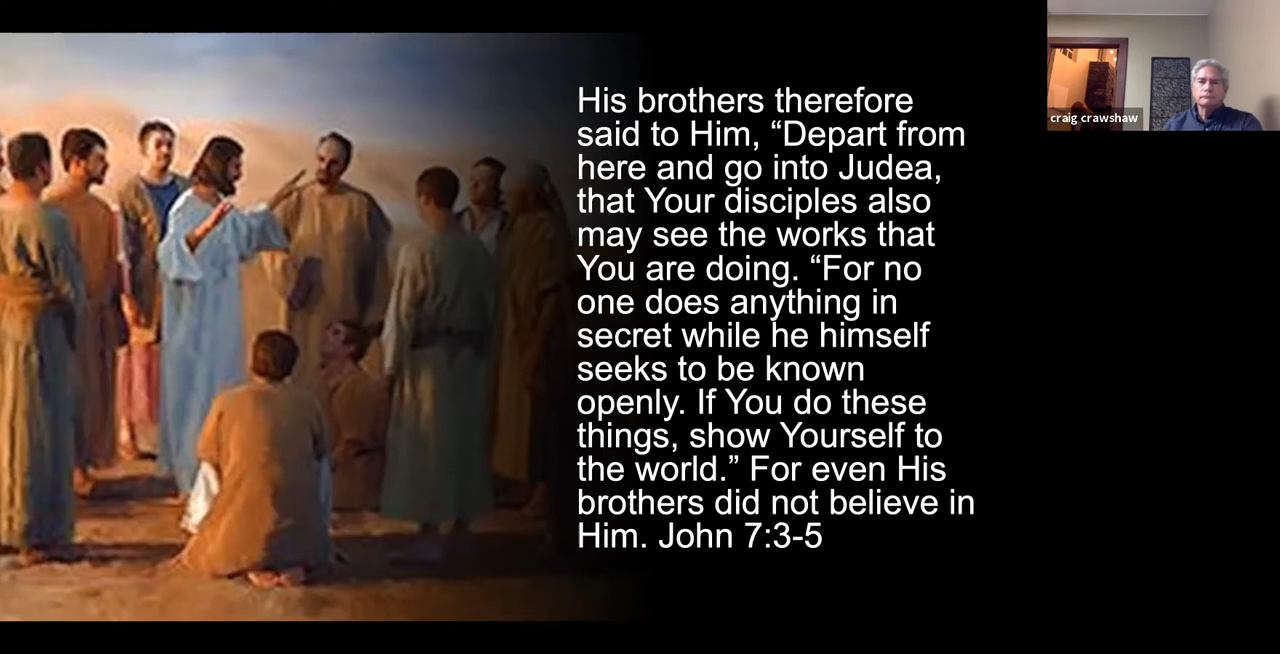 His brothers therefore
said to Him, “Depart from
here and go into Judea,
that Your disciples also
may see the works that
You are doing. “For no
one does anything in
secret while he himself
seeks to be known
openly. If You do these
things, show Yourself to
the world.” For even His
brothers did not believe in
Him. John 7:3-5
craig crawshaw